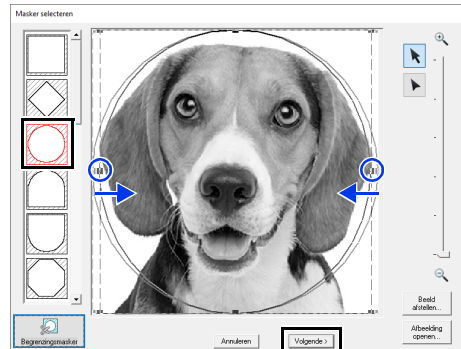 Masker selecteren
Beeld
afstellen...
Afbeelding
openen...
Begrenzingsmasker
Annuleren
Volgende >